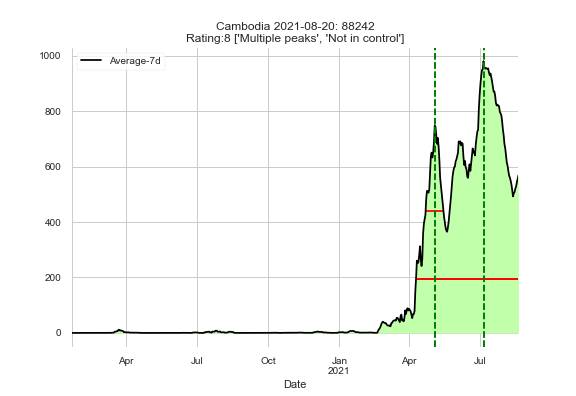 Cambodia 2021-08-20: 88242
Rating:8 ['Multiple peaks', 'Not in control']
Average-7d
1000
800
600
400
200
0
Apr Jul Oct Jan Apr Jul
2021
Date